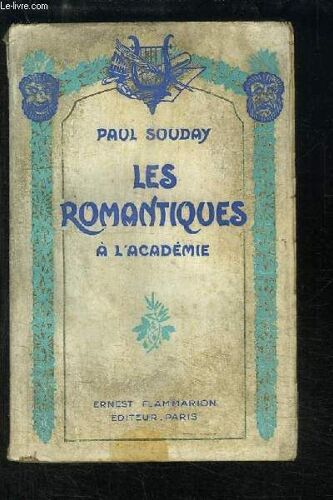 Le-livre.com
PAUL SOUDAY
LES
ROMANTIQUES
À L'ACADÉMIE
ERNEST FLAMMARION
ÉDITEUR. PARIS